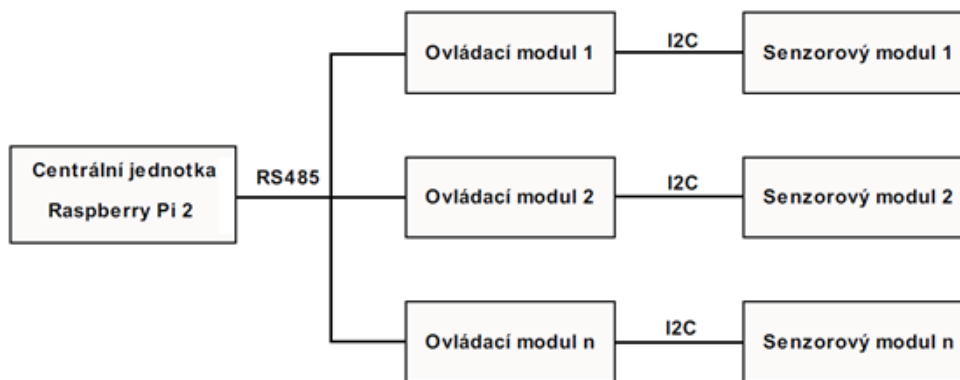 Ovládací modul 1
I2C
Senzorový modul 1
Centrální jednotka
Raspberry Pi 2
RS485
Ovládací modul 2
I2C
Senzorový modul 2
Ovládací modul n
I2C
Senzorový modul n